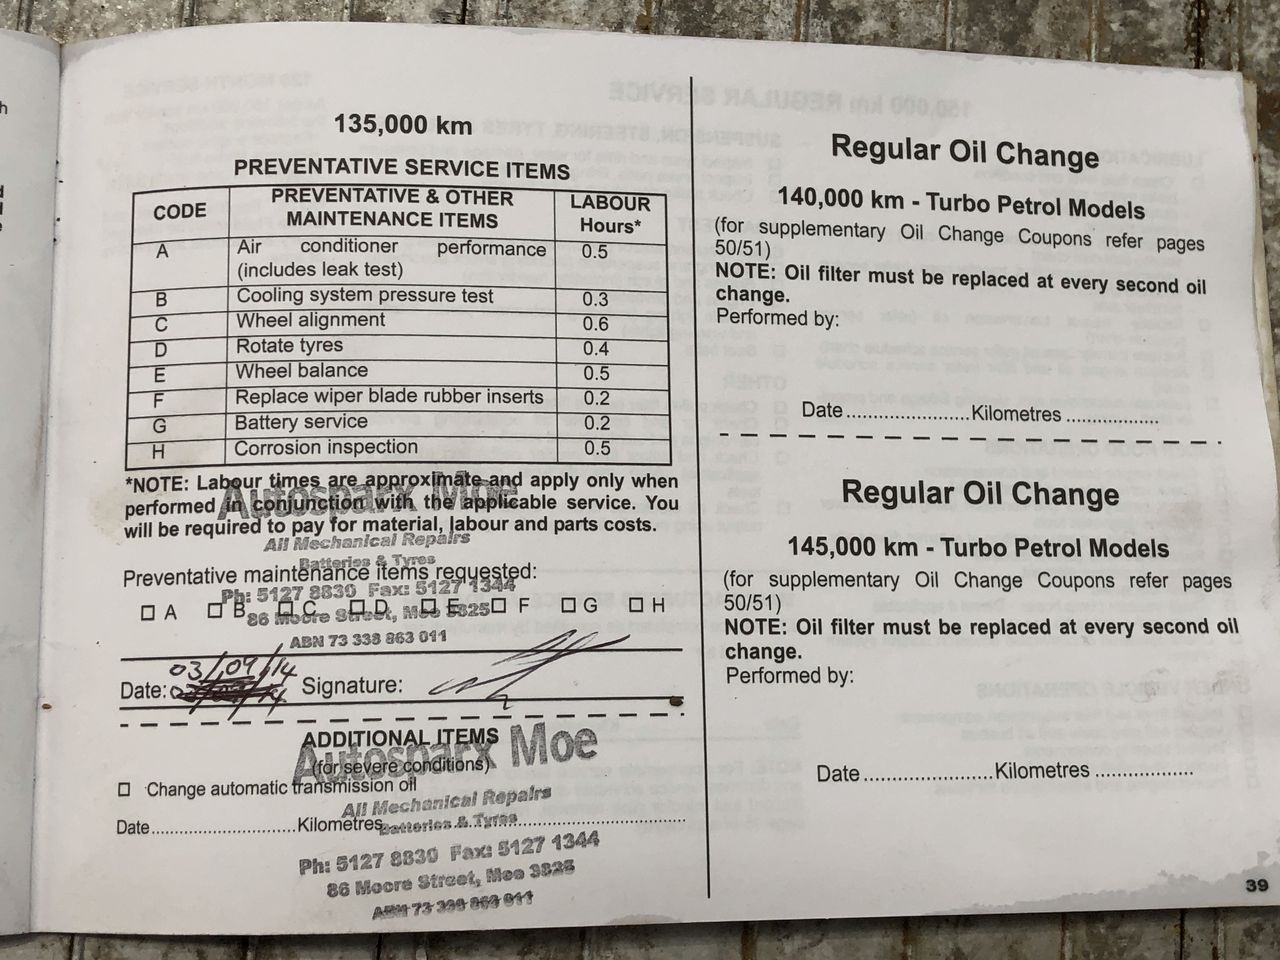 135,000 km
PREVENTATIVE SERVICE ITEMS
CODE PREVENTATIVE & OTHER MAINTENANCE ITEMS LABOUR Hours*
A Air conditioner performance (includes leak test) 0.5
B Cooling system pressure test 0.3
C Wheel alignment 0.6
D Rotate tyres 0.4
E Wheel balance 0.5
F Replace wiper blade rubber inserts 0.2
G Battery service 0.2
H Corrosion inspection 0.5
*NOTE: Labour times are approximate and apply only when
performed in conjunction with the applicable service. You
will be required to pay for material, labour and parts costs.
Autosparx Moe
All Mechanical Repairs
Batteries & Tyres
Preventative maintenance items requested:
Ph: 5127 8830 Fax: 5127 1344
A B C D E F G H
86 Moore Street, Moe 3825
ABN 73 338 863 011
03/09/14
Date: Signature:
ADDITIONAL ITEMS
Autosparx Moe
(for severe conditions)
Change automatic transmission oil
All Mechanical Repairs
Date............................Kilometres............................
Batteries & Tyres
Ph: 5127 8830 Fax: 5127 1344
86 Moore Street, Moe 3825
ABN 73 338 863 011
Regular Oil Change
140,000 km - Turbo Petrol Models
(for supplementary Oil Change Coupons refer pages
50/51)
NOTE: Oil filter must be replaced at every second oil
change.
Performed by:
Date........................Kilometres..................
Regular Oil Change
145,000 km - Turbo Petrol Models
(for supplementary Oil Change Coupons refer pages
50/51)
NOTE: Oil filter must be replaced at every second oil
change.
Performed by:
Date........................Kilometres...................
39